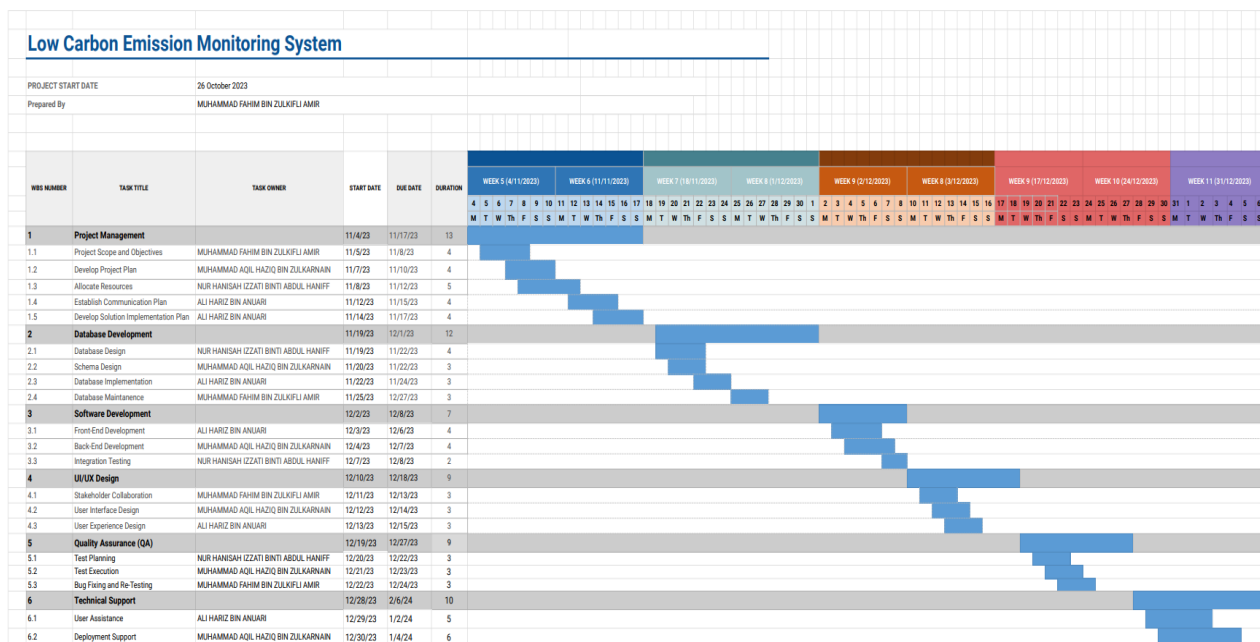 Low Carbon Emission Monitoring System
PROJECT START DATE 26 October 2023
Prepared By MUHAMMAD FAHIM BIN ZULKIFLI AMIR
WBS NUMBER TASK TITLE TASK OWNER START DATE DUE DATE DURATION WEEK 5 (4/11/2023) WEEK 6 (11/11/2023) WEEK 7 (18/11/2023) WEEK 8 (1/12/2023) WEEK 9 (2/12/2023) WEEK 8 (3/12/2023) WEEK 9 (17/12/2023) WEEK 10 (24/12/2023) WEEK 11 (31/12/2023)
4 5 6 7 8 9 10 11 12 13 14 15 16 17 18 19 20 21 22 23 24 25 26 27 28 29 30 1 2 3 4 5 6 7 8 10 11 12 13 14 15 16 17 18 19 20 21 22 23 24 25 26 27 28 29 30 31 1 2 3 4 5 6
M T W Th F S S M T W Th F S S M T W Th F S S M T W Th F S S M T W Th F S S M T W Th F S S M T W Th F S S M T W Th F S S M T W Th F S S
1 Project Management 11/4/23 11/17/23 13
1.1 Project Scope and Objectives MUHAMMAD FAHIM BIN ZULKIFLI AMIR 11/5/23 11/8/23 4
1.2 Develop Project Plan MUHAMMAD AQIL HAZIQ BIN ZULKARNAIN 11/7/23 11/10/23 4
1.3 Allocate Resources NUR HANISAH IZZATI BINTI ABDUL HANIFF 11/8/23 11/12/23 5
1.4 Establish Communication Plan ALI HARIZ BIN ANUARI 11/12/23 11/15/23 4
1.5 Develop Solution Implementation Plan ALI HARIZ BIN ANUARI 11/14/23 11/17/23 4
2 Database Development 11/19/23 12/1/23 12
2.1 Database Design NUR HANISAH IZZATI BINTI ABDUL HANIFF 11/19/23 11/22/23 4
2.2 Schema Design MUHAMMAD AQIL HAZIQ BIN ZULKARNAIN 11/20/23 11/22/23 3
2.3 Database Implementation ALI HARIZ BIN ANUARI 11/22/23 11/24/23 3
2.4 Database Maintanence MUHAMMAD FAHIM BIN ZULKIFLI AMIR 11/25/23 12/27/23 3
3 Software Development 12/2/23 12/8/23 7
3.1 Front-End Development ALI HARIZ BIN ANUARI 12/3/23 12/6/23 4
3.2 Back-End Development MUHAMMAD AQIL HAZIQ BIN ZULKARNAIN 12/4/23 12/7/23 4
3.3 Integration Testing NUR HANISAH IZZATI BINTI ABDUL HANIFF 12/7/23 12/8/23 2
4 UI/UX Design 12/10/23 12/18/23 9
4.1 Stakeholder Collaboration MUHAMMAD FAHIM BIN ZULKIFLI AMIR 12/11/23 12/13/23 3
4.2 User Interface Design MUHAMMAD AQIL HAZIQ BIN ZULKARNAIN 12/12/23 12/14/23 3
4.3 User Experience Design ALI HARIZ BIN ANUARI 12/13/23 12/15/23 3
5 Quality Assurance (QA) 12/19/23 12/27/23 9
5.1 Test Planning NUR HANISAH IZZATI BINTI ABDUL HANIFF 12/20/23 12/22/23 3
5.2 Test Execution MUHAMMAD AQIL HAZIQ BIN ZULKARNAIN 12/21/23 12/23/23 3
5.3 Bug Fixing and Re-Testing MUHAMMAD FAHIM BIN ZULKIFLI AMIR 12/22/23 12/24/23 3
6 Technical Support 12/28/23 2/6/24 10
6.1 User Assistance ALI HARIZ BIN ANUARI 12/29/23 1/2/24 5
6.2 Deployment Support MUHAMMAD AQIL HAZIQ BIN ZULKARNAIN 12/30/23 1/4/24 6